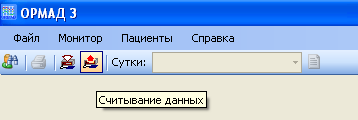 ОРМАД 3
Файл Монитор Пациенты Справка
Сутки:
Считывание данных